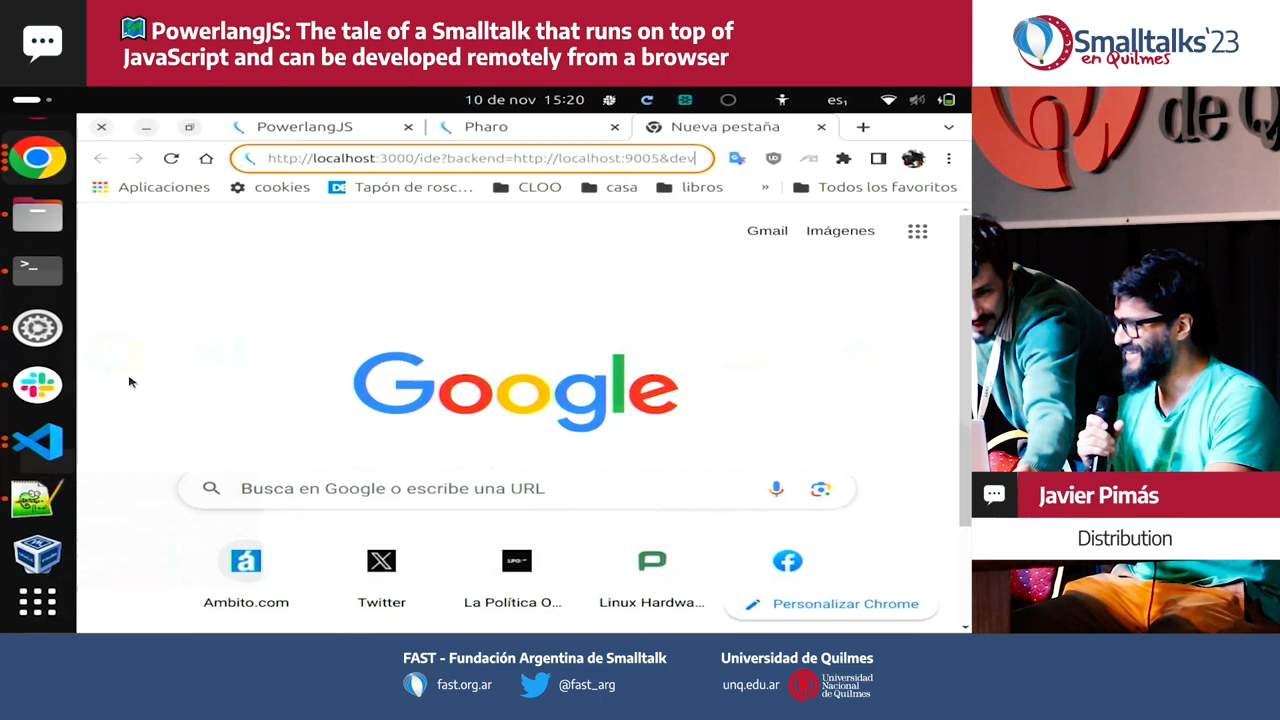 PowerlangJS: The tale of a Smalltalk that runs on top of
JavaScript and can be developed remotely from a browser
Smalltalks'23
en Quilmes
10 de nov 15:20
es₁
PowerlangJS
Pharo
Nueva pestaña
http://localhost:3000/ide?backend=http://localhost:9005&dev
Aplicaciones
cookies
Tapón de rosc...
CLOO
casa
libros
»
Todos los favoritos
Gmail
Imágenes
Google
Busca en Google o escribe una URL
Ambito.com
Twitter
La Política O...
Linux Hardwa...
Personalizar Chrome
de Q
Javier Pimás
Distribution
FAST - Fundación Argentina de Smalltalk
fast.org.ar
@fast_arg
Universidad de Quilmes
unq.edu.ar
Universidad
Nacional
de Quilmes